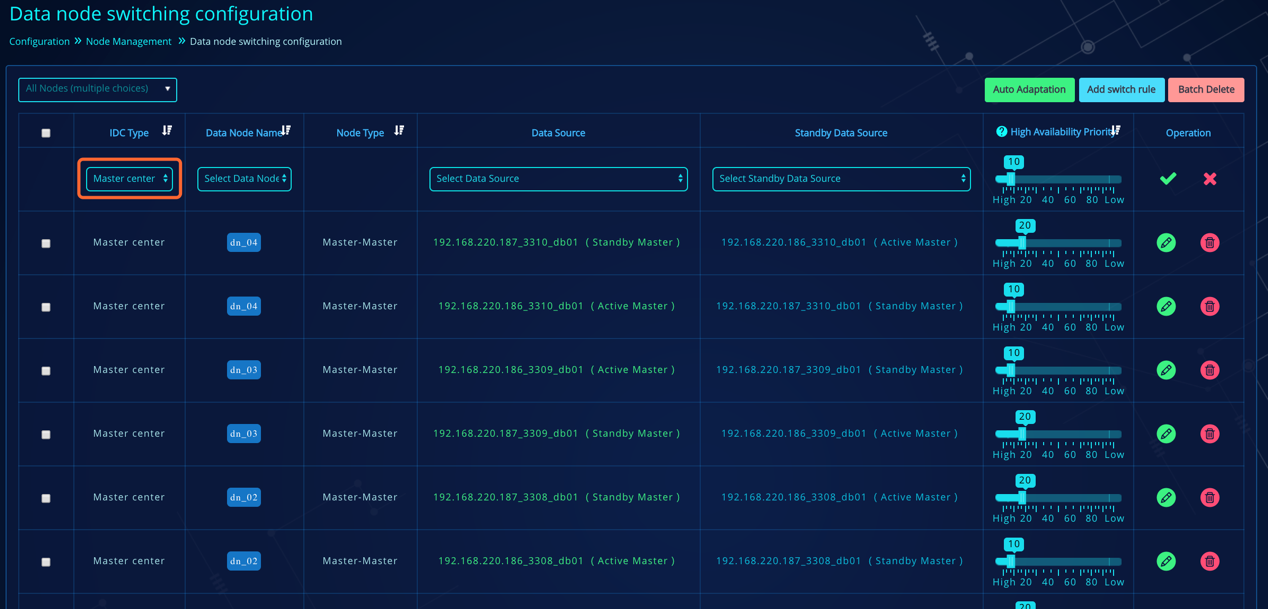 Data node switching configuration
Configuration » Node Management » Data node switching configuration
All Nodes (multiple choices)
Auto Adaptation Add switch rule Batch Delete
IDC Type Data Node Name Node Type Data Source Standby Data Source High Availability Priorit Operation
10
Master center Select Data Node Select Data Source Select Standby Data Source
High 20 40 60 80 Low
20
Master center dn_04 Master-Master 192.168.220.187_3310_db01 ( Standby Master ) 192.168.220.186_3310_db01 ( Active Master )
High 20 40 60 80 Low
10
Master center dn_04 Master-Master 192.168.220.186_3310_db01 ( Active Master ) 192.168.220.187_3310_db01 ( Standby Master )
High 20 40 60 80 Low
10
Master center dn_03 Master-Master 192.168.220.186_3309_db01 ( Active Master ) 192.168.220.187_3309_db01 ( Standby Master )
High 20 40 60 80 Low
20
Master center dn_03 Master-Master 192.168.220.187_3309_db01 ( Standby Master ) 192.168.220.186_3309_db01 ( Active Master )
High 20 40 60 80 Low
20
Master center dn_02 Master-Master 192.168.220.187_3308_db01 ( Standby Master ) 192.168.220.186_3308_db01 ( Active Master )
High 20 40 60 80 Low
10
Master center dn_02 Master-Master 192.168.220.186_3308_db01 ( Active Master ) 192.168.220.187_3308_db01 ( Standby Master )
High 20 40 60 80 Low
20